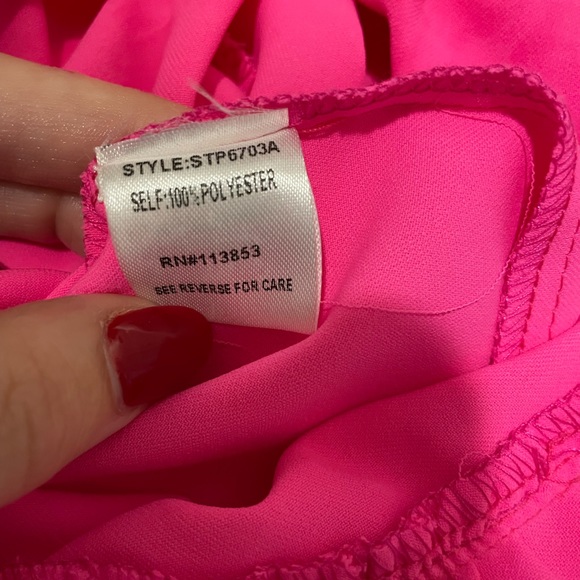 STYLE:STP6703A
SELF:100%POLYESTER
RN#113853
SEE REVERSE FOR CARE